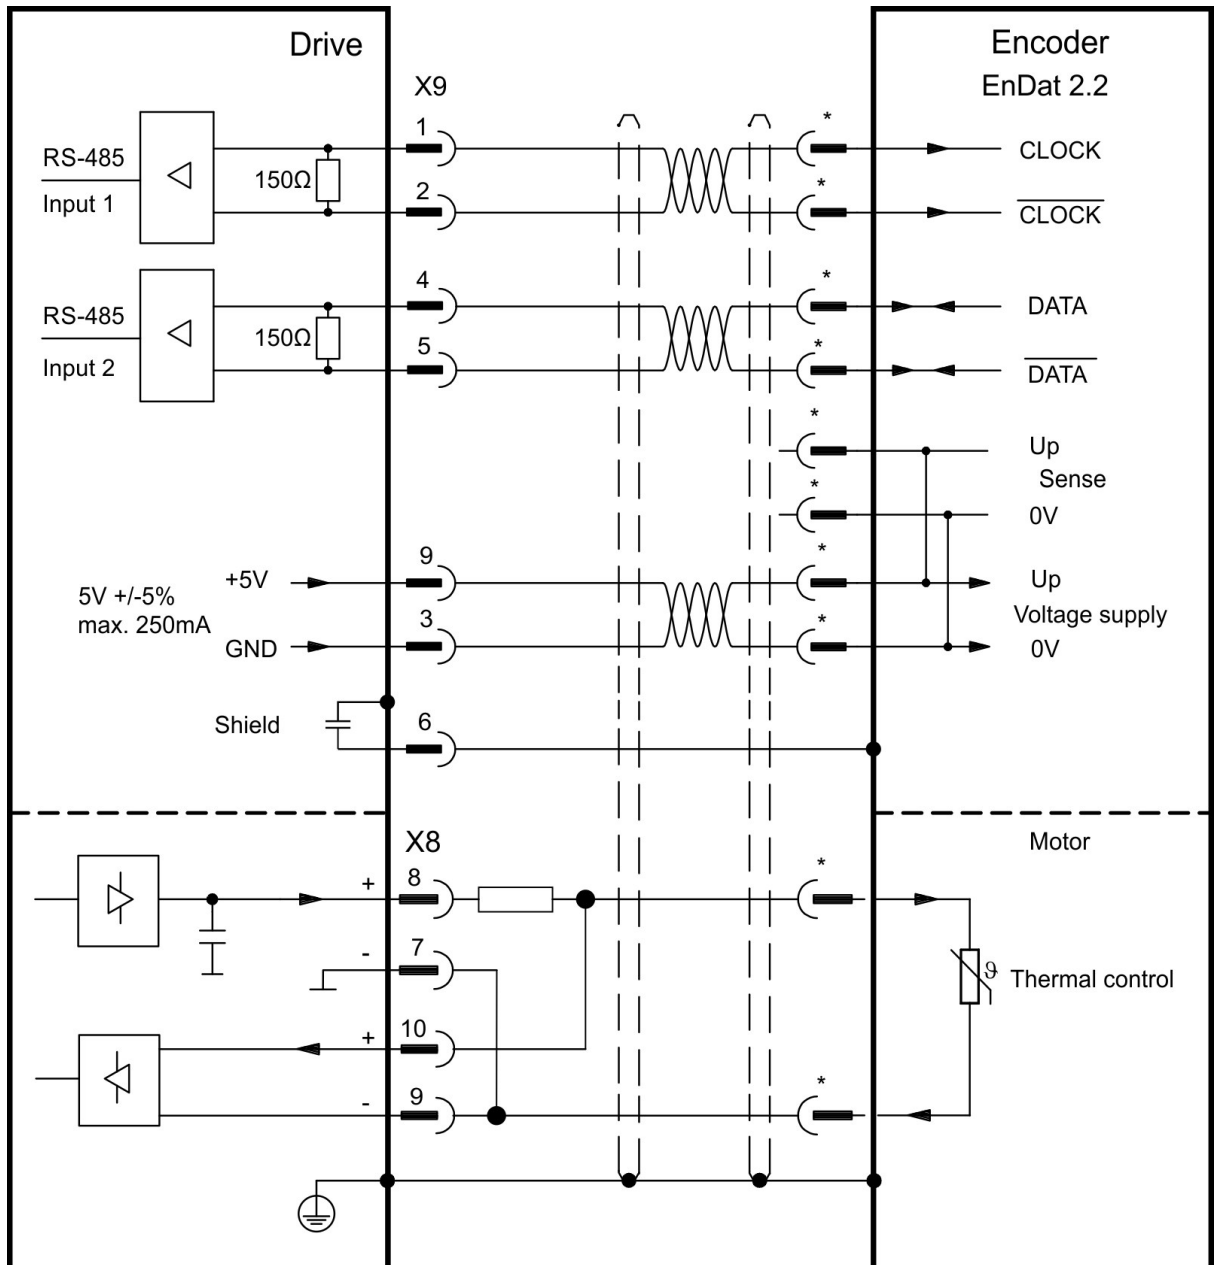 Drive
Encoder
EnDat 2.2
X9
RS-485
Input 1
150Ω
1
2
*
*
CLOCK
CLOCK
RS-485
Input 2
150Ω
4
5
*
*
DATA
DATA
*
Up
Sense
*
0V
5V +/-5%
max. 250mA
+5V
GND
9
3
*
*
Up
Voltage supply
0V
Shield
6
X8
Motor
+
8
*
-
7
ϑ
Thermal control
+
10
-
9
*